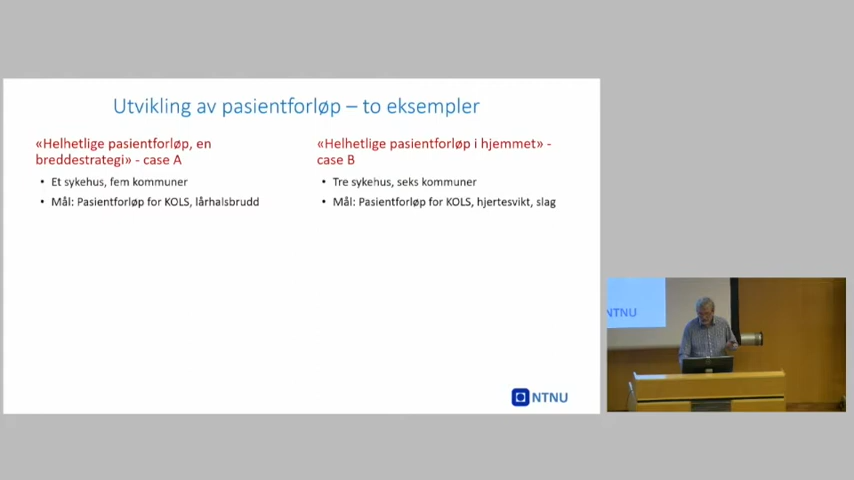 Utvikling av pasientforløp – to eksempler
«Helhetlige pasientforløp, en
breddestrategi» - case A
• Et sykehus, fem kommuner
• Mål: Pasientforløp for KOLS, lårhalsbrudd
«Helhetlige pasientforløp i hjemmet» -
case B
• Tre sykehus, seks kommuner
• Mål: Pasientforløp for KOLS, hjertesvikt, slag
NTNU
NTNU